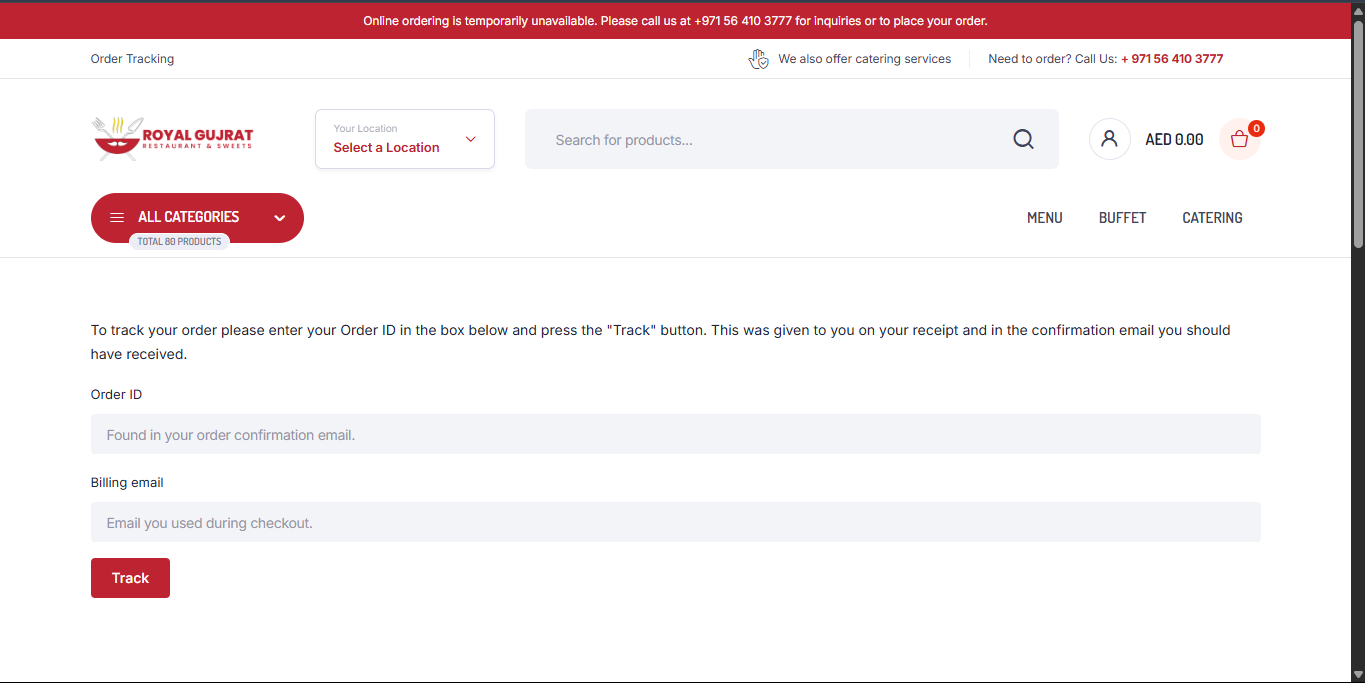 Online ordering is temporarily unavailable. Please call us at +971 56 410 3777 for inquiries or to place your order.
Order Tracking
We also offer catering services
Need to order? Call Us: + 971 56 410 3777
ROYAL GUJRAT
RESTAURANT & SWEETS
Your Location
Select a Location
Search for products...
AED 0.00
0
ALL CATEGORIES
TOTAL 80 PRODUCTS
MENU
BUFFET
CATERING
To track your order please enter your Order ID in the box below and press the "Track" button. This was given to you on your receipt and in the confirmation email you should
have received.
Order ID
Found in your order confirmation email.
Billing email
Email you used during checkout.
Track